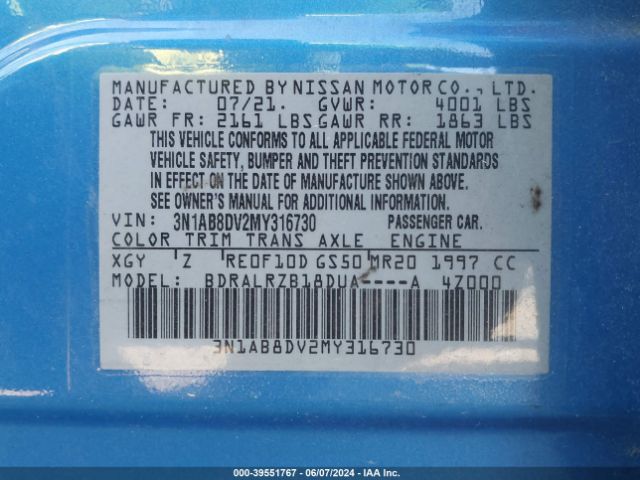 MANUFACTURED BY NISSAN MOTOR CO., LTD.
DATE: 07/21. GVWR: 4001 LBS
GAWR FR: 2161 LBS GAWR RR: 1863 LBS
THIS VEHICLE CONFORMS TO ALL APPLICABLE FEDERAL MOTOR
VEHICLE SAFETY, BUMPER AND THEFT PREVENTION STANDARDS
IN EFFECT ON THE DATE OF MANUFACTURE SHOWN ABOVE.
SEE OWNER'S MANUAL FOR ADDITIONAL INFORMATION.
VIN: 3N1AB8DV2MY316730 PASSENGER CAR.
COLOR TRIM TRANS AXLE ENGINE
XGY Z RE0F10D GS50 MR20 1997 CC
MODEL: BDRALRZB18DUA----A 4Z000
3N1AB8DV2MY316730
000-39551767 - 06/07/2024 - IAA Inc.